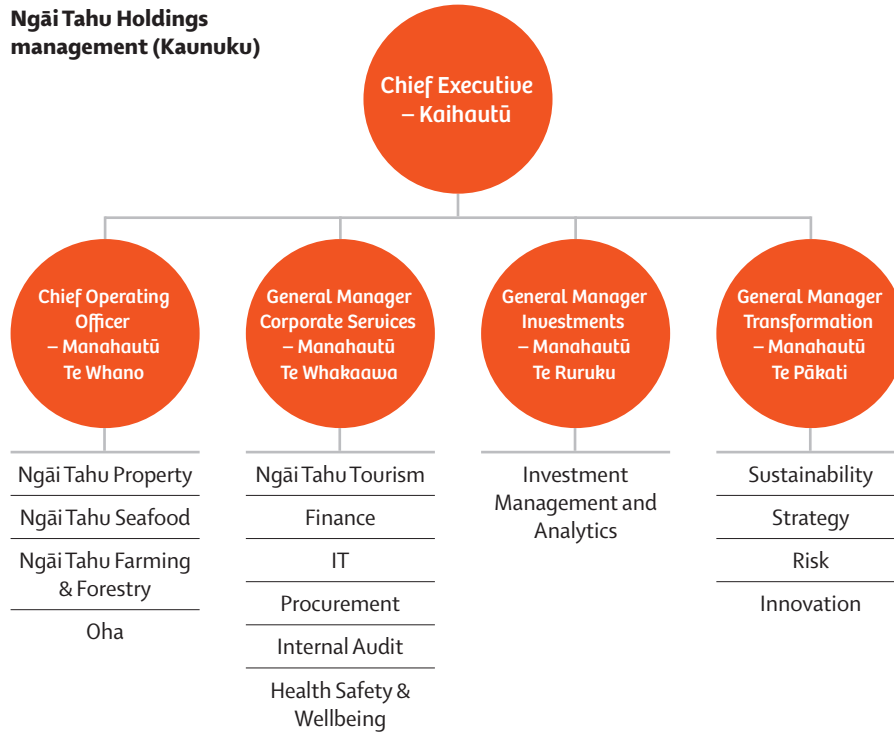 Ngāi Tahu Holdings
management (Kaunuku)
Chief Executive
– Kaihautū
Chief Operating
Officer
– Manahautū
Te Whano
General Manager
Corporate Services
– Manahautū
Te Whakaawa
General Manager
Investments
– Manahautū
Te Ruruku
General Manager
Transformation
– Manahautū
Te Pākati
Ngāi Tahu Property
Ngāi Tahu Seafood
Ngāi Tahu Farming
& Forestry
Oha
Ngāi Tahu Tourism
Finance
IT
Procurement
Internal Audit
Health Safety &
Wellbeing
Investment
Management and
Analytics
Sustainability
Strategy
Risk
Innovation